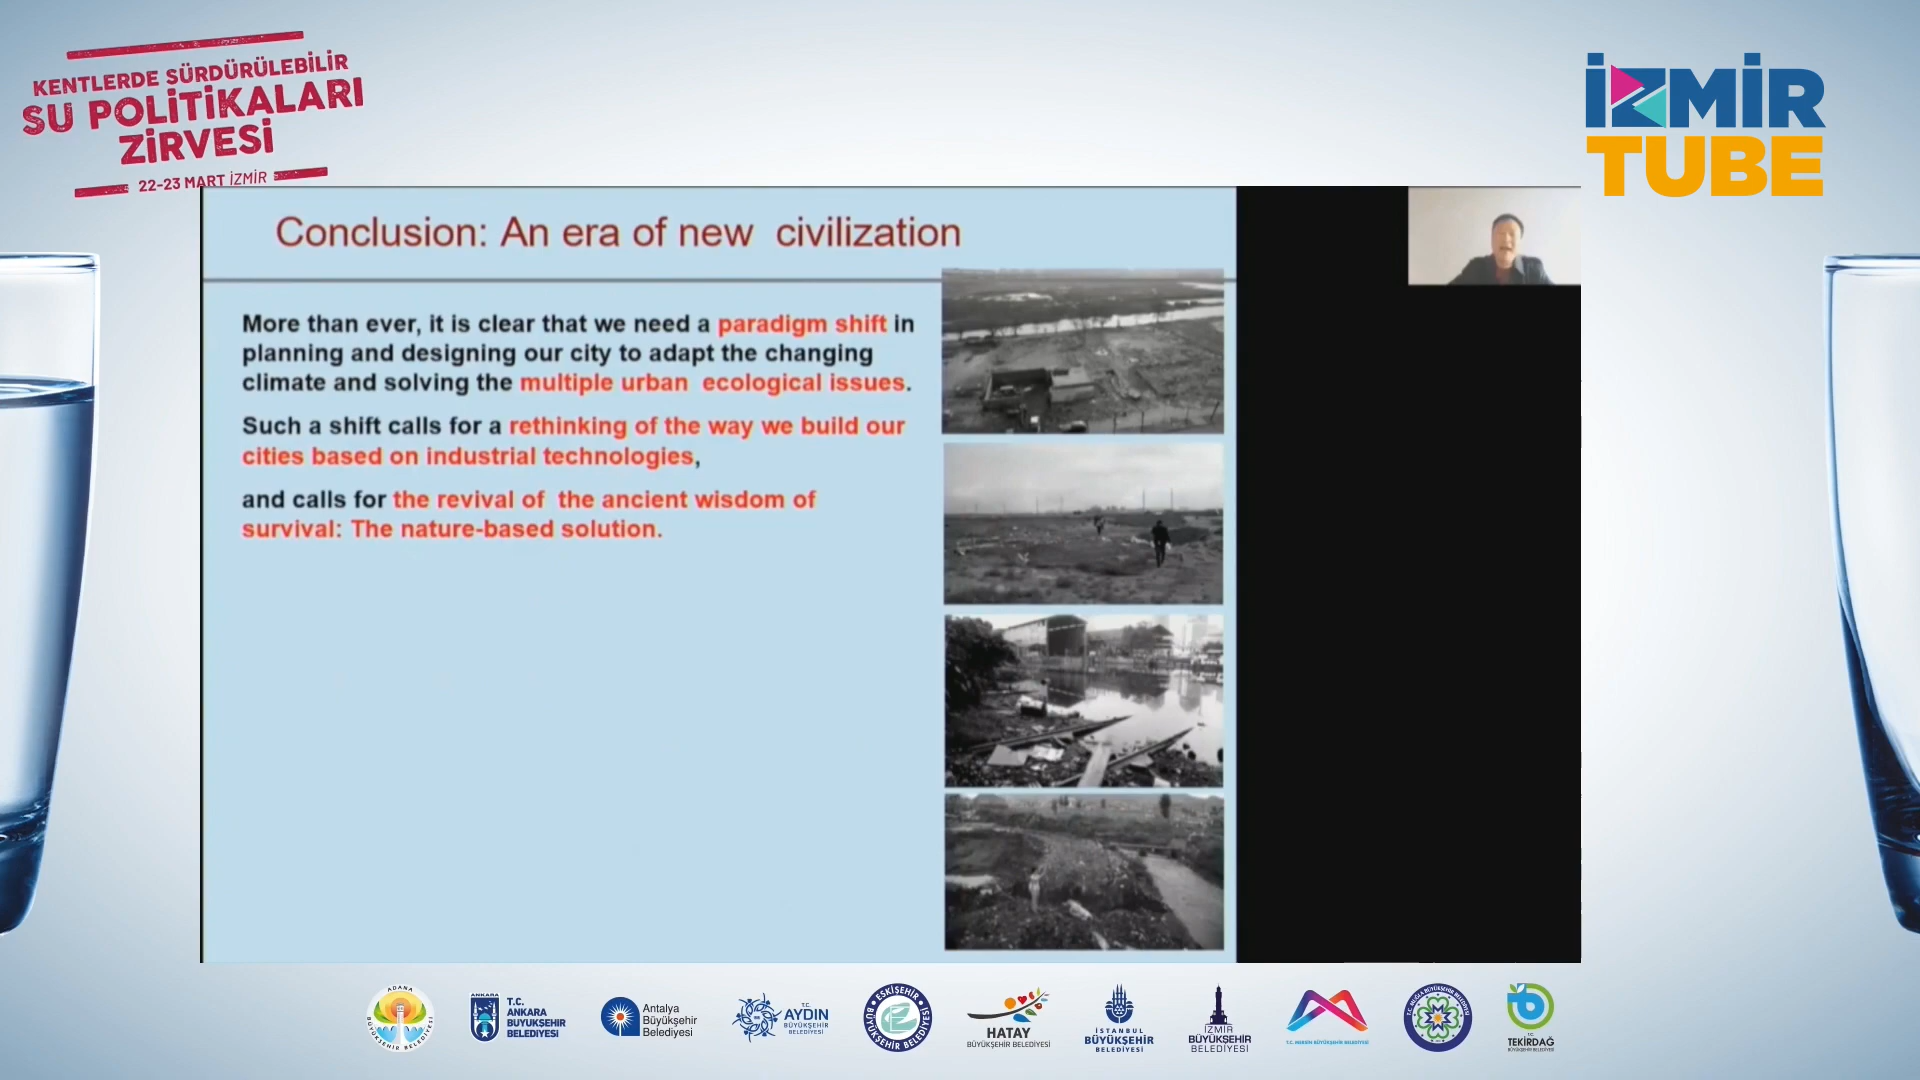 KENTLERDE SÜRDÜRÜLEBİLİR
SU POLİTİKALARI
ZİRVESİ
22-23 MART İZMİR
İZMİR
TUBE
Conclusion: An era of new civilization
More than ever, it is clear that we need a paradigm shift in
planning and designing our city to adapt the changing
climate and solving the multiple urban ecological issues.
Such a shift calls for a rethinking of the way we build our
cities based on industrial technologies,
and calls for the revival of the ancient wisdom of
survival: The nature-based solution.
ADANA
BÜYÜKŞEHİR BELEDİYESİ
ANKARA
T.C.
ANKARA
BÜYÜKŞEHİR
BELEDİYESİ
Antalya
Büyükşehir
Belediyesi
T.C.
AYDIN
BÜYÜKŞEHİR
BELEDİYESİ
ESKİŞEHİR
BÜYÜKŞEHİR BELEDİYESİ
HATAY
BÜYÜKŞEHİR BELEDİYESİ
İSTANBUL
BÜYÜKŞEHİR
BELEDİYESİ
İZMİR
BÜYÜKŞEHİR
BELEDİYESİ
T.C. MERSİN BÜYÜKŞEHİR BELEDİYESİ
T.C. MUĞLA BÜYÜKŞEHİR BELEDİYESİ
T.C.
TEKİRDAĞ
BÜYÜKŞEHİR BELEDİYESİ